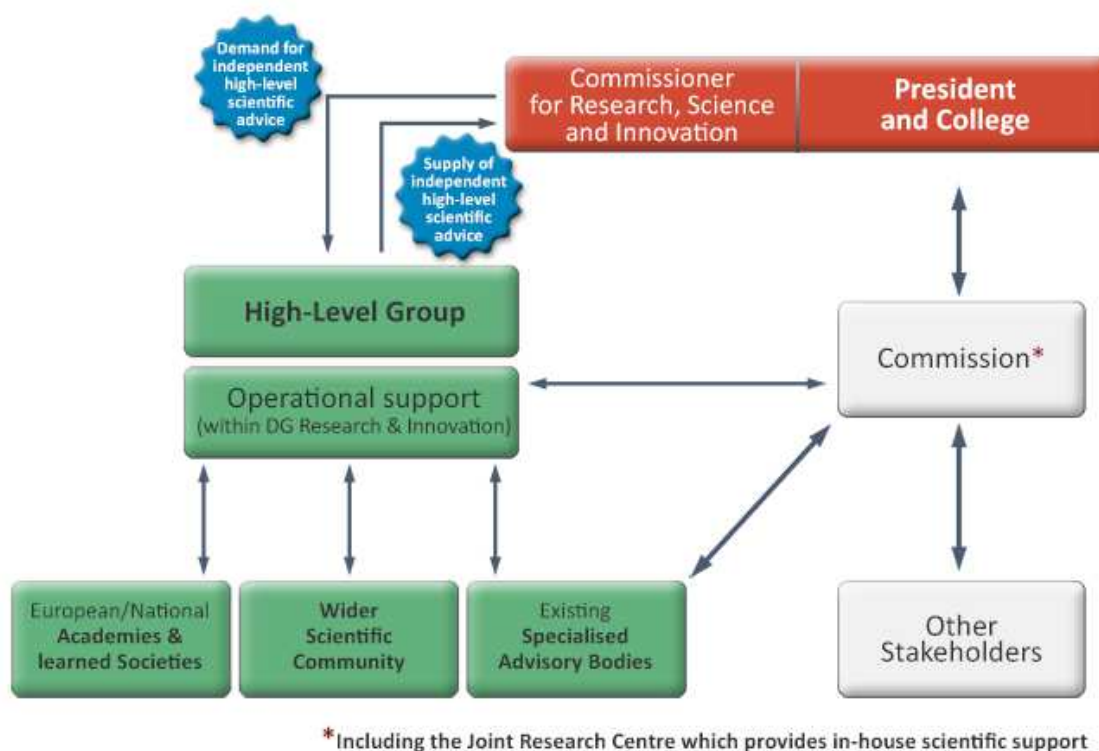 Demand for
independent
high-level
scientific
advice
Commissioner
for Research, Science
and Innovation
President
and College
Supply of
independent
high-level
scientific
advice
High-Level Group
Operational support
(within DG Research & Innovation)
Commission*
European/National
Academies &
learned Societies
Wider
Scientific
Community
Existing
Specialised
Advisory Bodies
Other
Stakeholders
*Including the Joint Research Centre which provides in-house scientific support